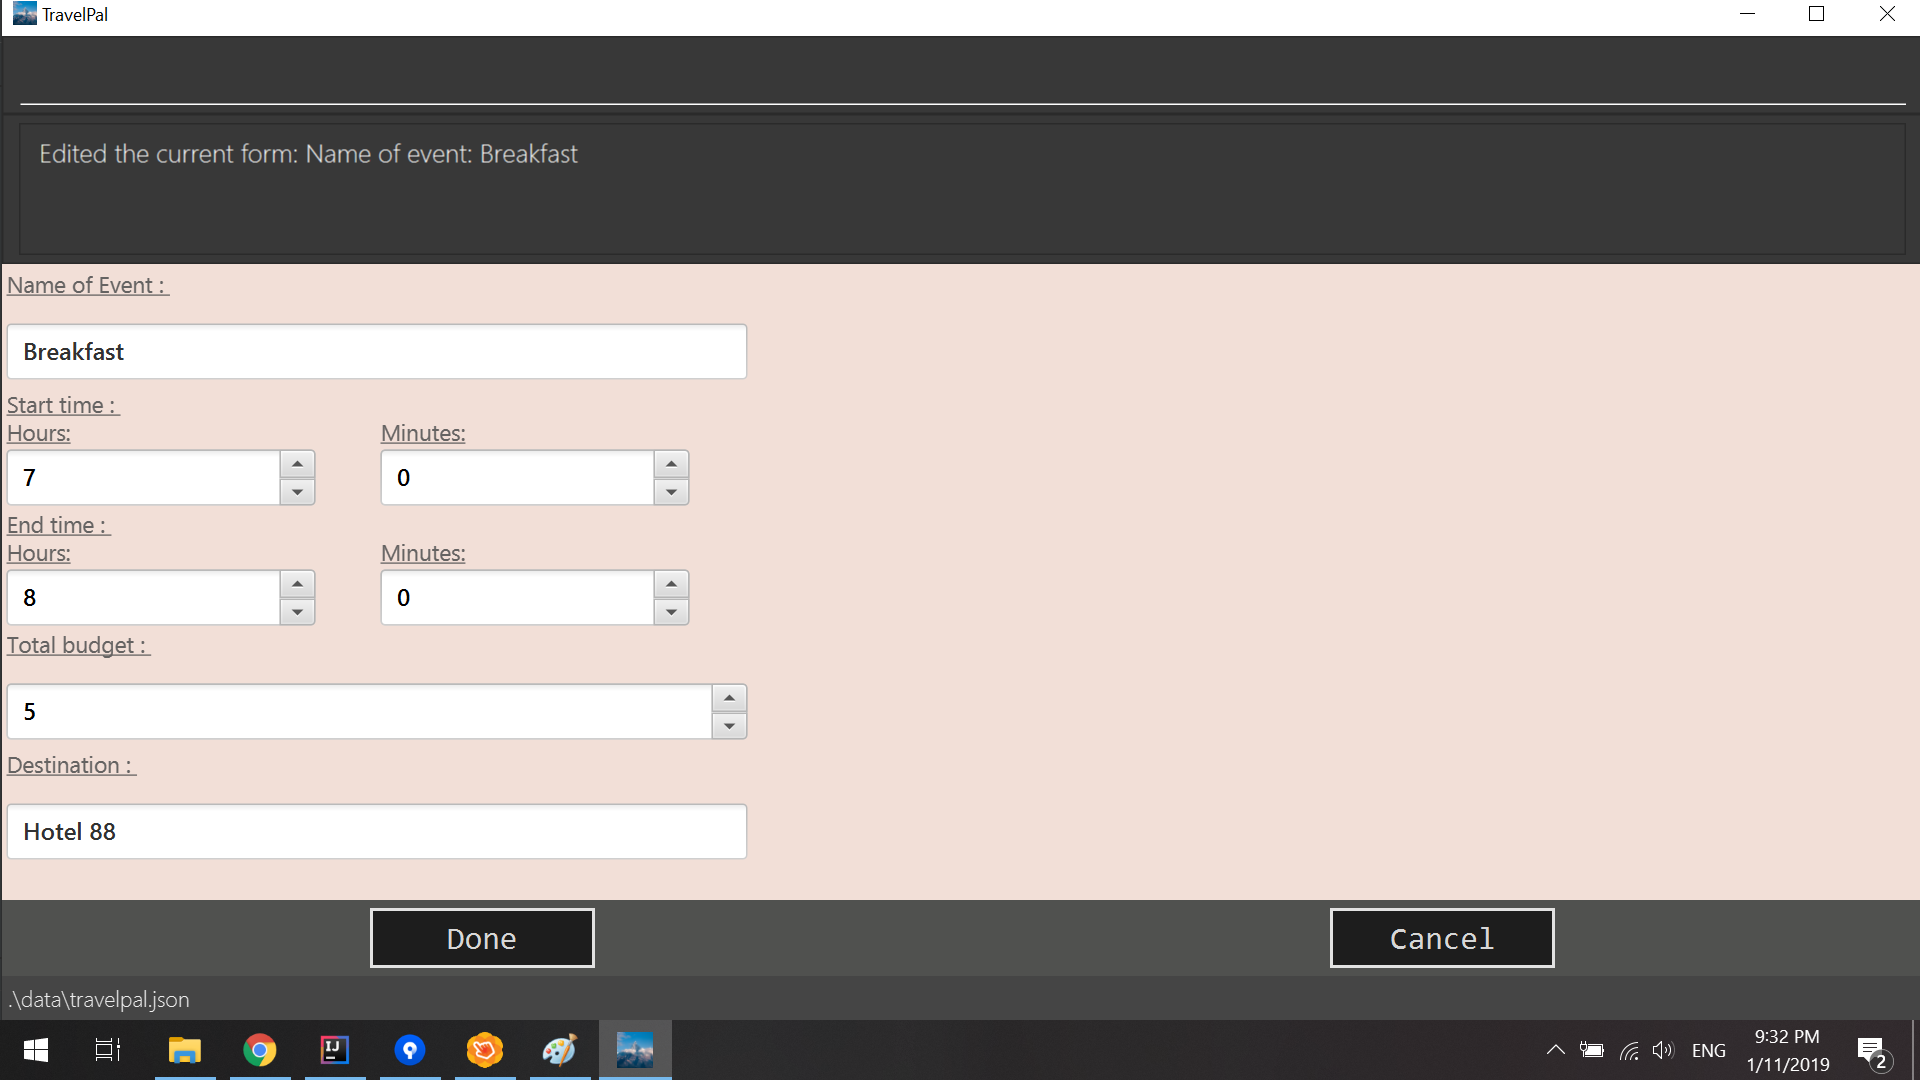 TravelPal
Edited the current form: Name of event: Breakfast
Name of Event :
Breakfast
Start time :
Hours: Minutes:
7 0
End time :
Hours: Minutes:
8 0
Total budget :
5
Destination :
Hotel 88
Done Cancel
.\data\travelpal.json
IJ
ENG
9:32 PM
1/11/2019
2